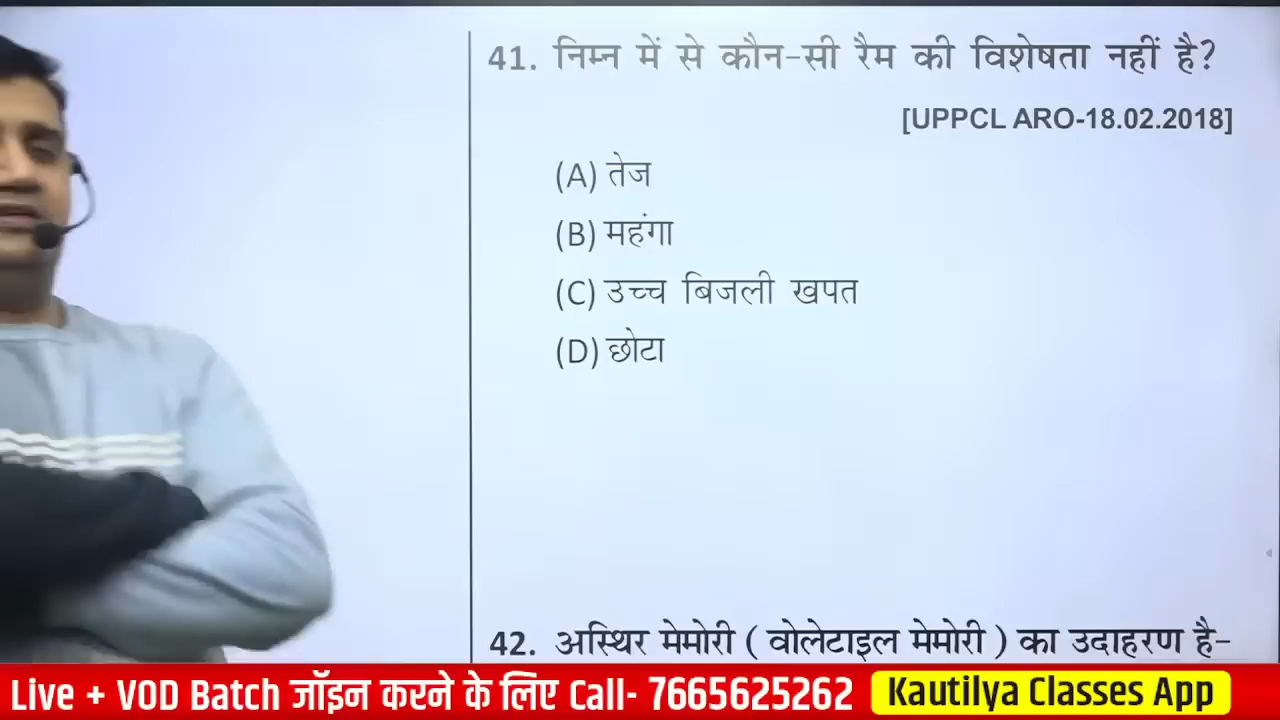 41. निम्न में से कौन-सी रैम की विशेषता नहीं है?
[UPPCL ARO-18.02.2018]
(A) तेज
(B) महंगा
(C) उच्च बिजली खपत
(D) छोटा
42. अस्थिर मेमोरी ( वोलेटाइल मेमोरी ) का उदाहरण है-
Live + VOD Batch जॉइन करने के लिए Call- 7665625262 Kautilya Classes App